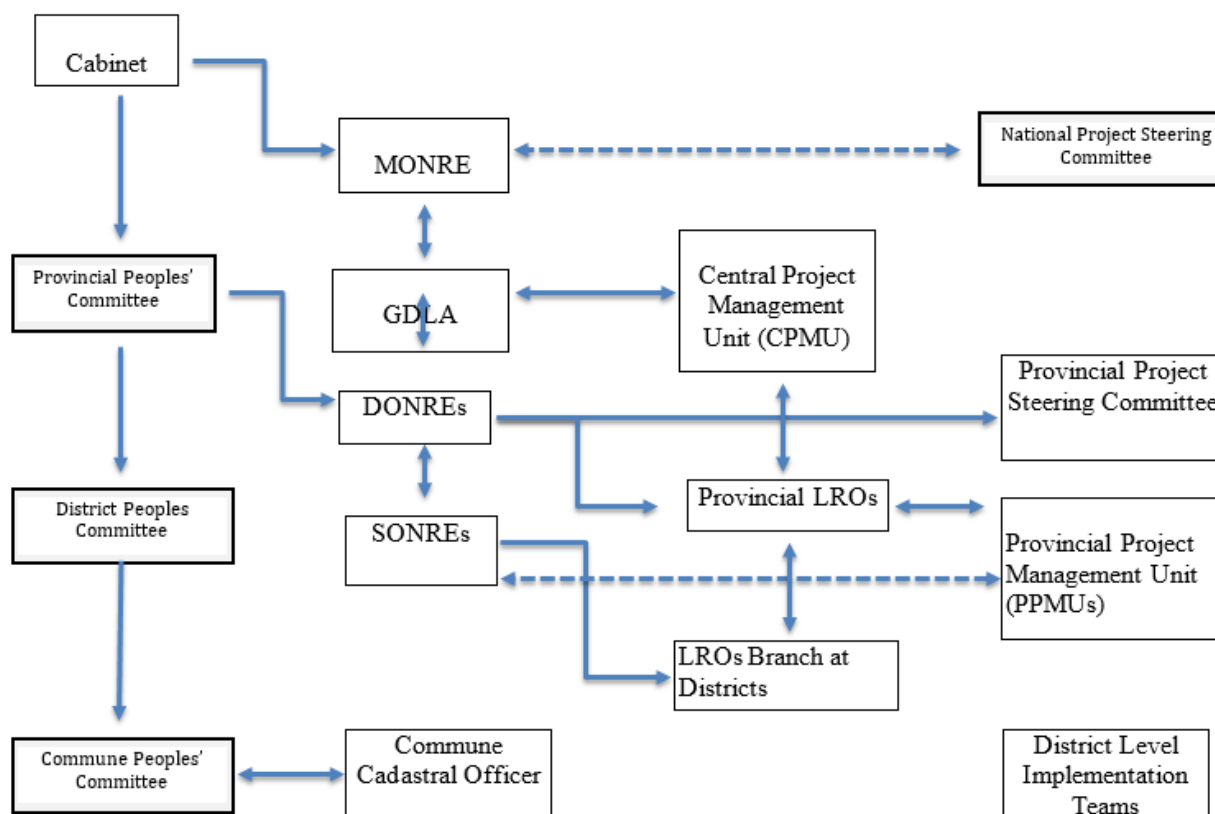 Cabinet
MONRE
National Project Steering
Committee
Provincial Peoples'
Committee
GDLA
Central Project
Management
Unit (CPMU)
Provincial Project
Steering Committee
DONREs
District Peoples
Committee
SONREs
Provincial LROs
Provincial Project
Management Unit
(PPMUs)
LROs Branch at
Districts
Commune Peoples'
Committee
Commune
Cadastral Officer
District Level
Implementation
Teams